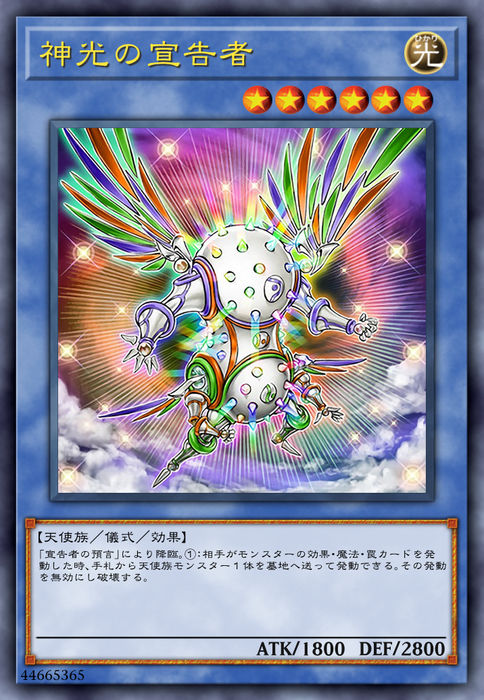 神光の宣告者
ひかり
光
【天使族／儀式／効果】
「宣告者の預言」により降臨。①：相手がモンスターの効果・魔法・罠カードを発
動した時、手札から天使族モンスター１体を墓地へ送って発動できる。その発動
を無効にし破壊する。
ATK/1800 DEF/2800
44665365